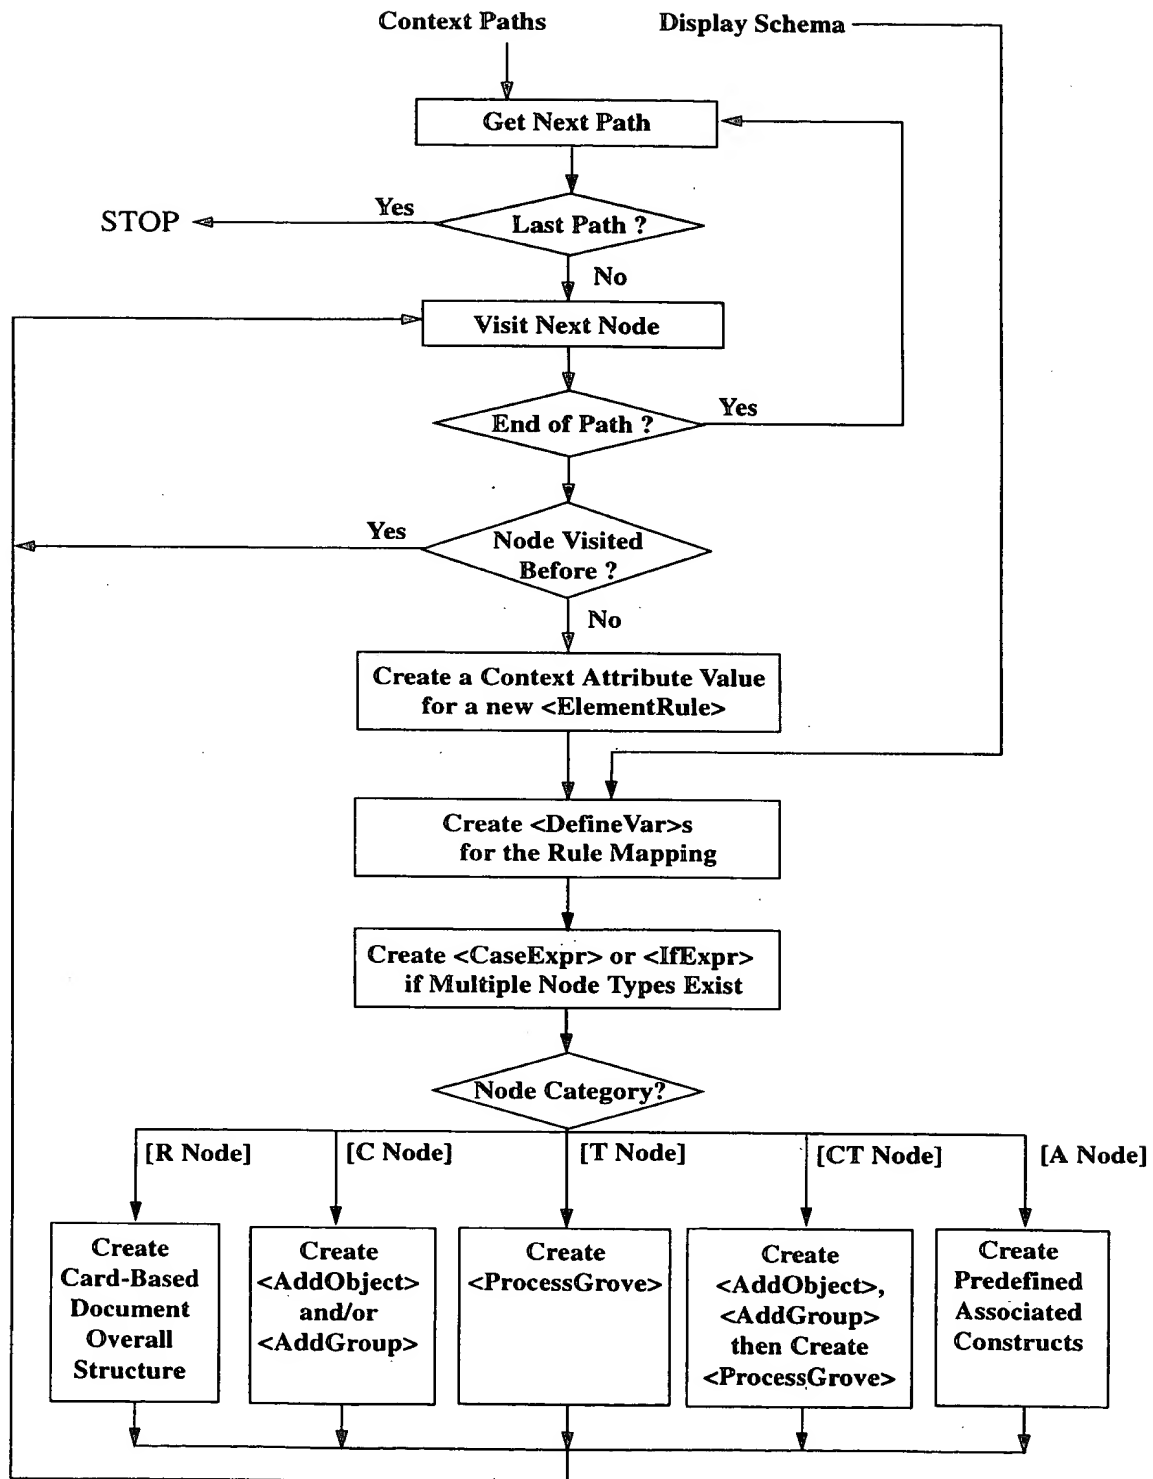 Context Paths
Display Schema
Get Next Path
Yes
STOP
Last Path ?
No
Visit Next Node
Yes
End of Path ?
Yes
Node Visited
Before ?
No
Create a Context Attribute Value
for a new <ElementRule>
Create <DefineVar>s
for the Rule Mapping
Create <CaseExpr> or <IfExpr>
if Multiple Node Types Exist
Node Category?
[R Node]
[C Node]
[T Node]
[CT Node]
[A Node]
Create
Card-Based
Document
Overall
Structure
Create
<AddObject>
and/or
<AddGroup>
Create
<ProcessGrove>
Create
<AddObject>,
<AddGroup>
then Create
<ProcessGrove>
Create
Predefined
Associated
Constructs